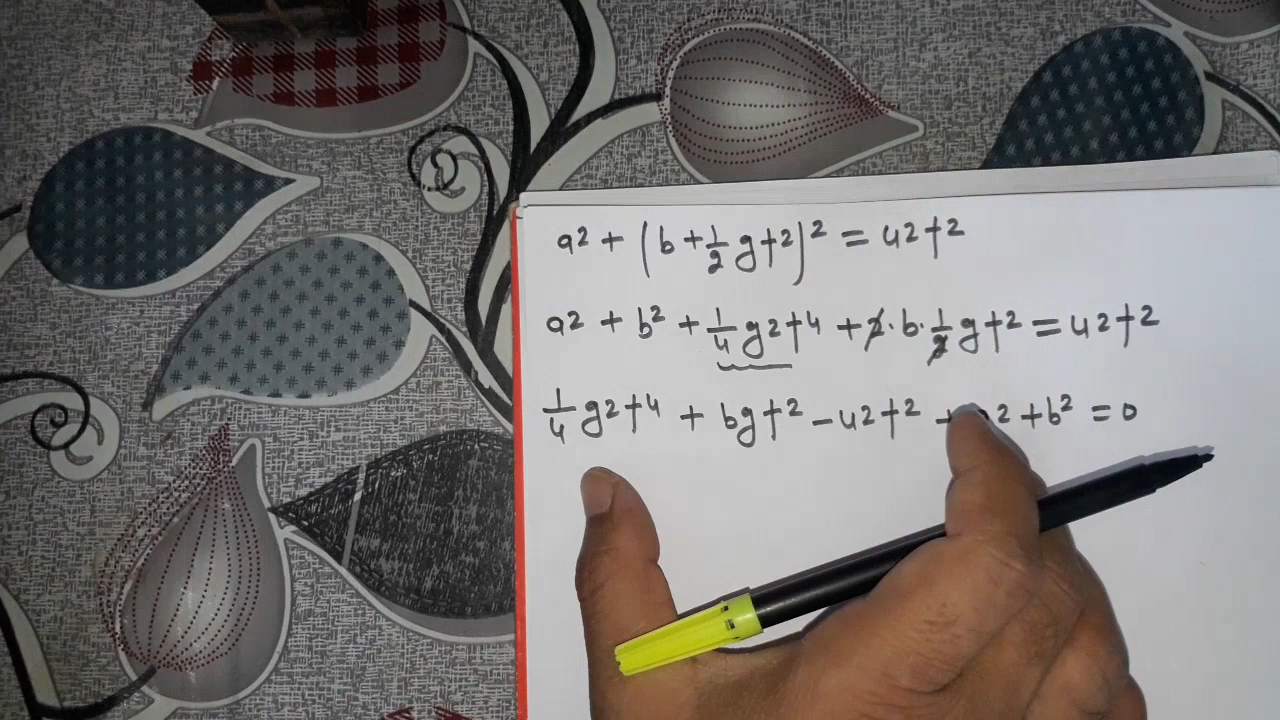 a2 + (b + 1/2 gt2)² = u2t2
a2 + b² + 1/4 g2t4 + 2·b·1/2 gt2 = u2t2
1/4 g2t4 + bgt2 - u2t2 + 2 + b² = 0